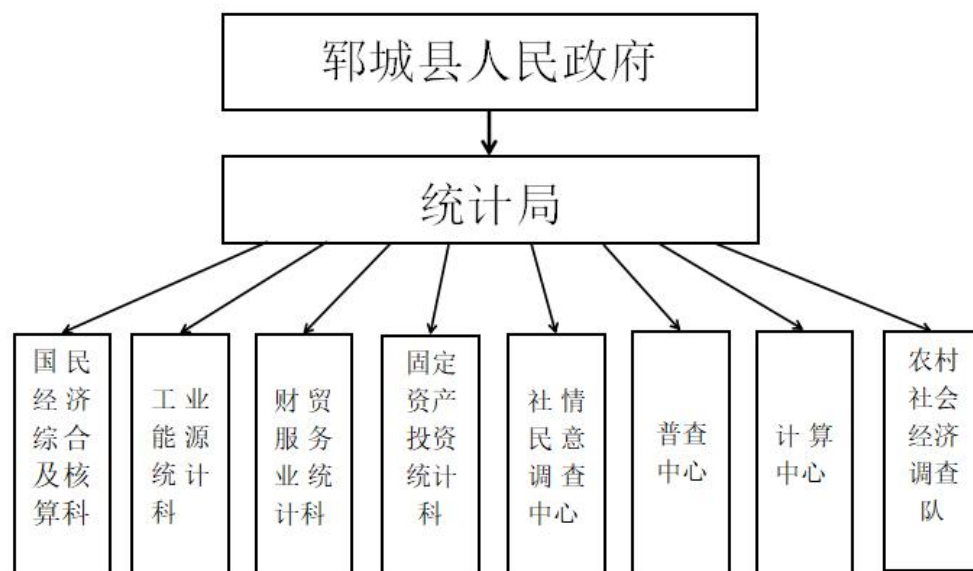 郓城县人民政府
统计局
国民
经济
综合
及核
算科
工业
能源
统计
科
财贸
服务
业统
计科
固定
资产
投资
统计
科
社情
民意
调查
中心
普查
中心
计算
中心
农村
社会
经济
调查
队